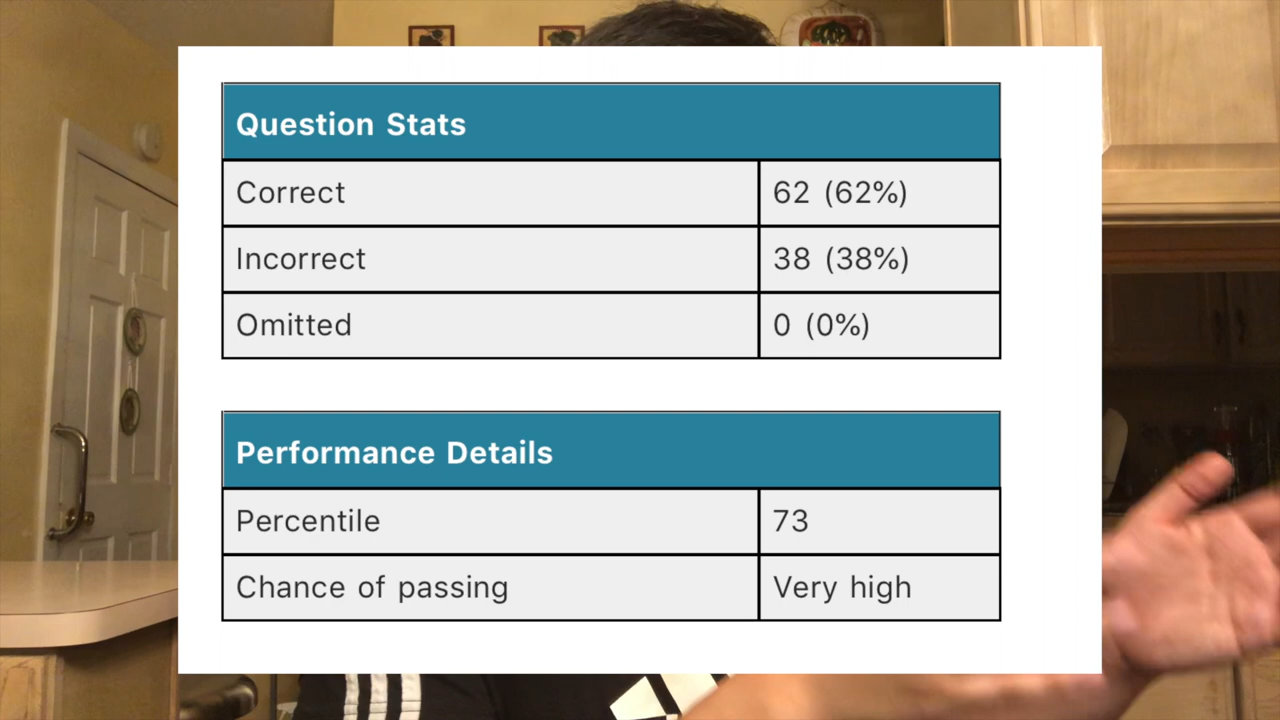 Question Stats
Correct 62 (62%)
Incorrect 38 (38%)
Omitted 0 (0%)
Performance Details
Percentile 73
Chance of passing Very high